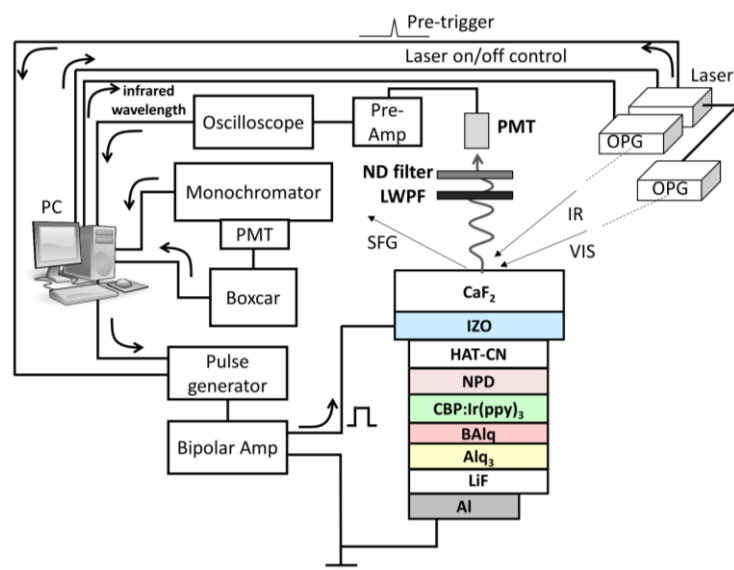 Pre-trigger
Laser on/off control
Laser
infrared
wavelength
Oscilloscope
Pre-
Amp
PMT
OPG
OPG
ND filter
LWPF
Monochromator
PMT
PC
Boxcar
SFG
IR
VIS
CaF₂
IZO
HAT-CN
NPD
CBP:Ir(ppy)₃
BAlq
Alq₃
LiF
Al
Pulse
generator
Bipolar Amp